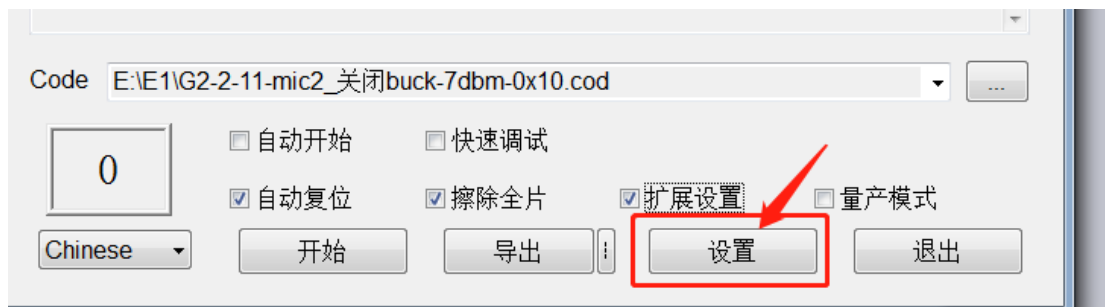 Code E:\E1\G2-2-11-mic2_关闭buck-7dbm-0x10.cod ...
自动开始 快速调试
0
自动复位 擦除全片 扩展设置 量产模式
Chinese 开始 导出 设置 退出